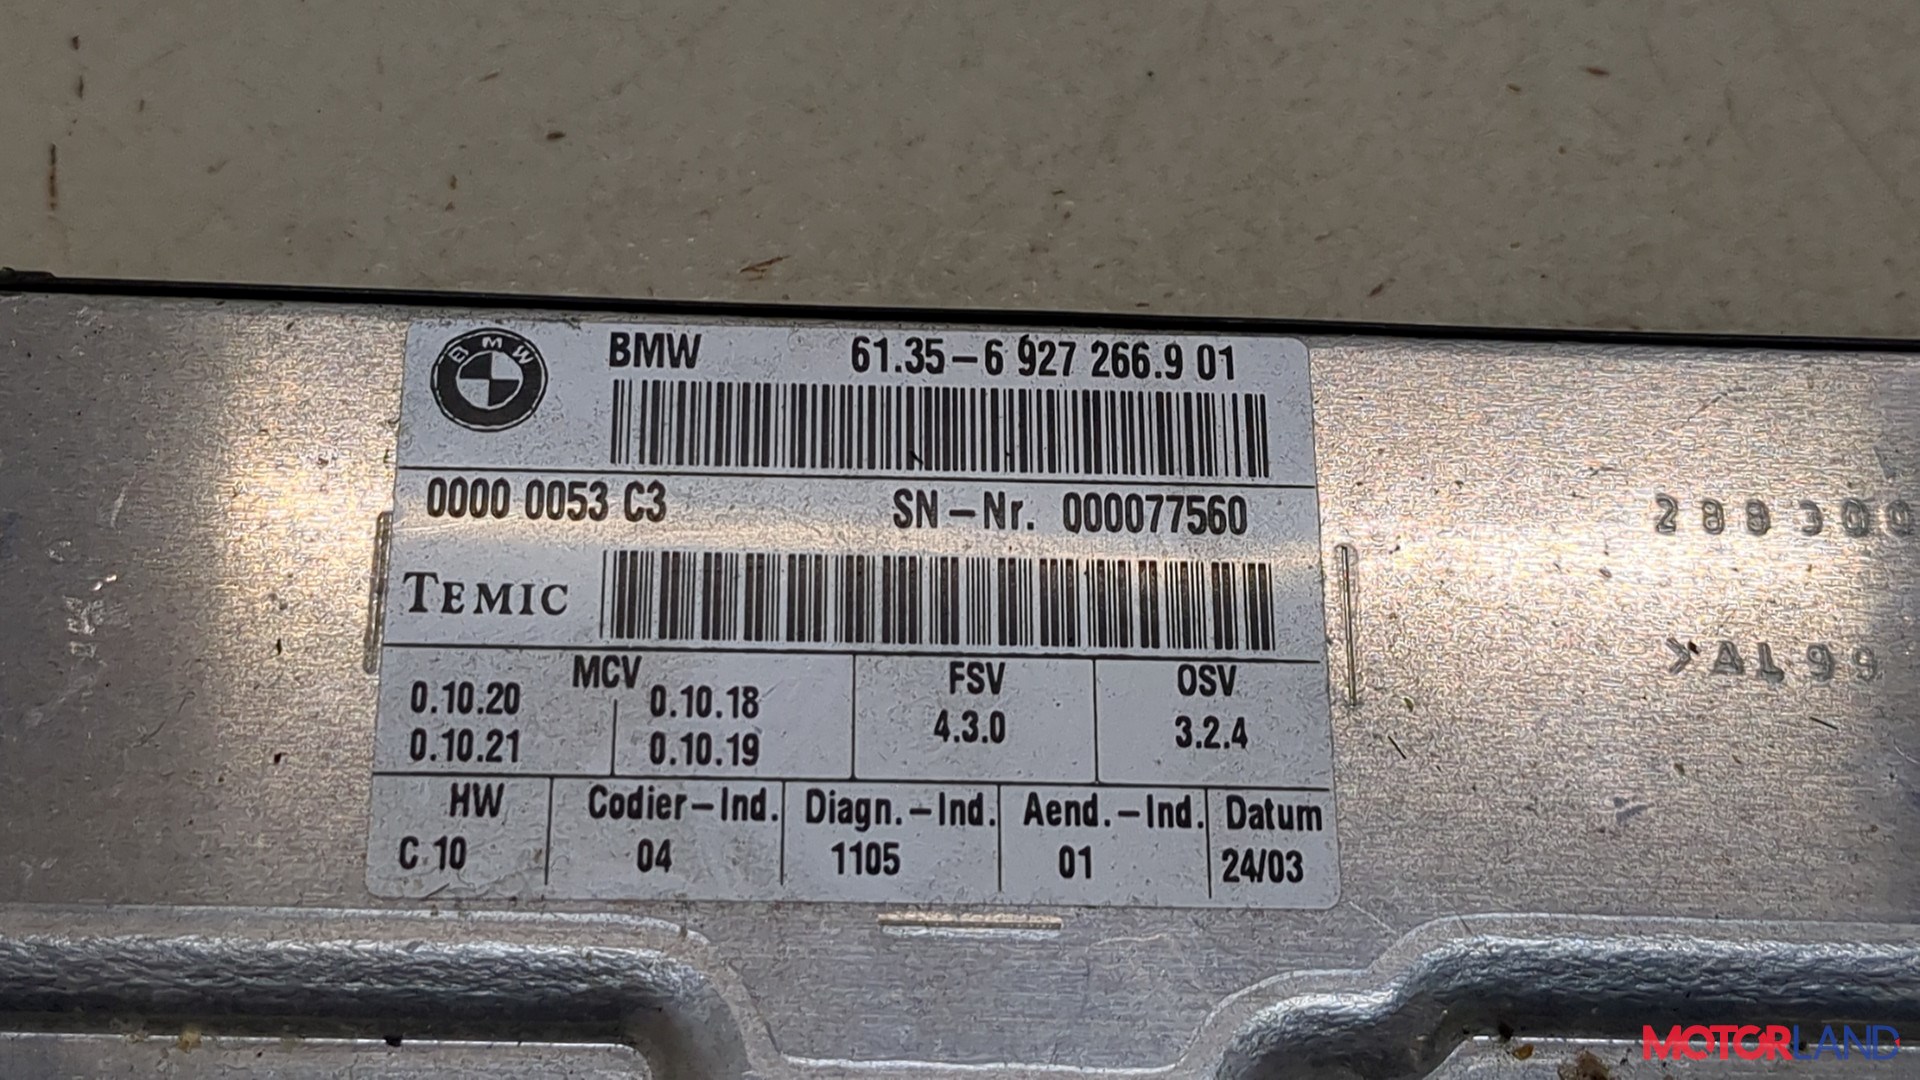 BMW
BMW 61.35-6 927 266.9 01
0000 0053 C3 SN-Nr. 000077560
TEMIC
MCV FSV OSV
0.10.20 0.10.18 4.3.0 3.2.4
0.10.21 0.10.19
HW Codier-Ind. Diagn.-Ind. Aend.-Ind. Datum
C 10 04 1105 01 24/03
>AL99
MOTORLAND